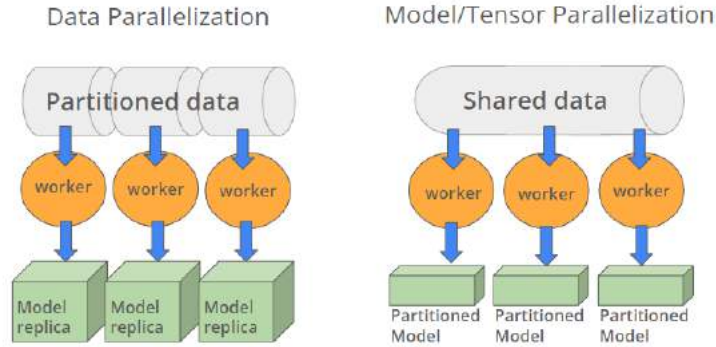 Data Parallelization
Model/Tensor Parallelization
Partitioned data
Shared data
worker
worker
worker
worker
worker
worker
Model
replica
Model
replica
Model
replica
Partitioned
Model
Partitioned
Model
Partitioned
Model